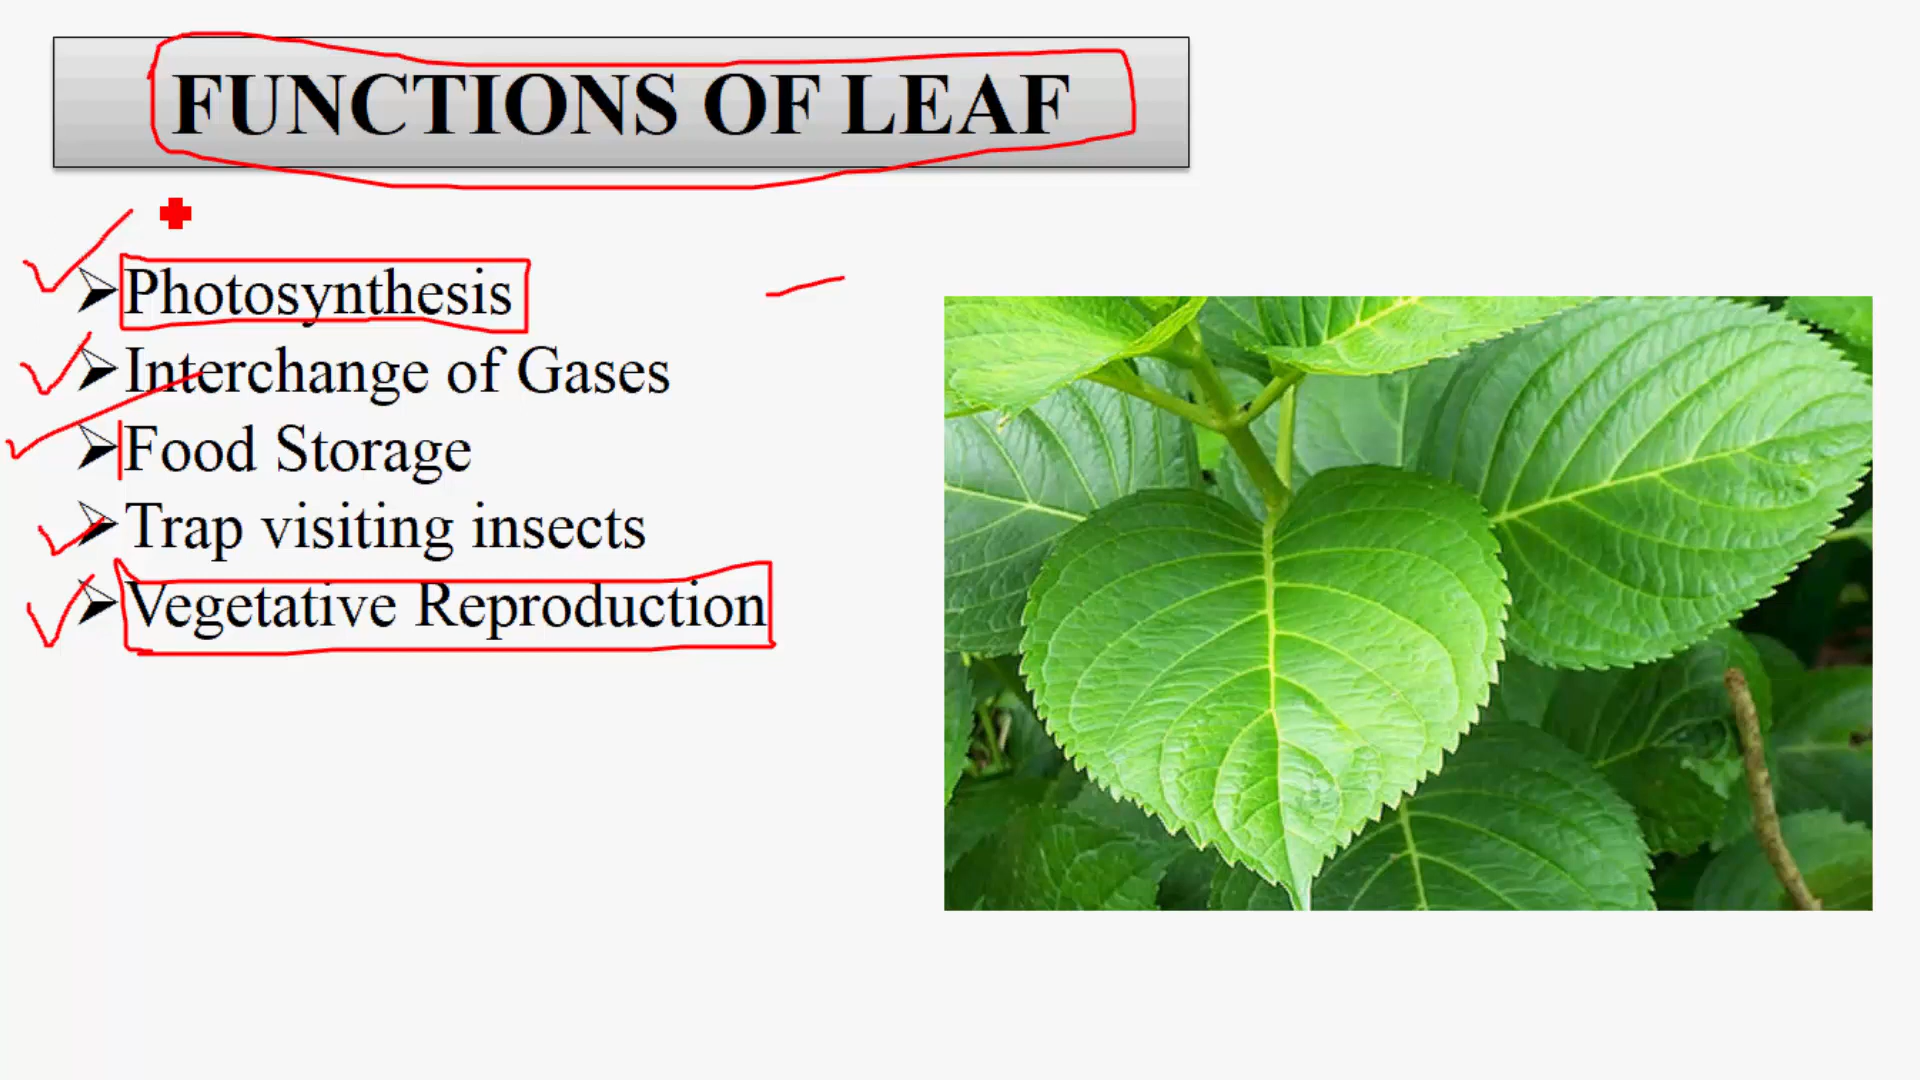 FUNCTIONS OF LEAF
Photosynthesis
Interchange of Gases
Food Storage
Trap visiting insects
Vegetative Reproduction